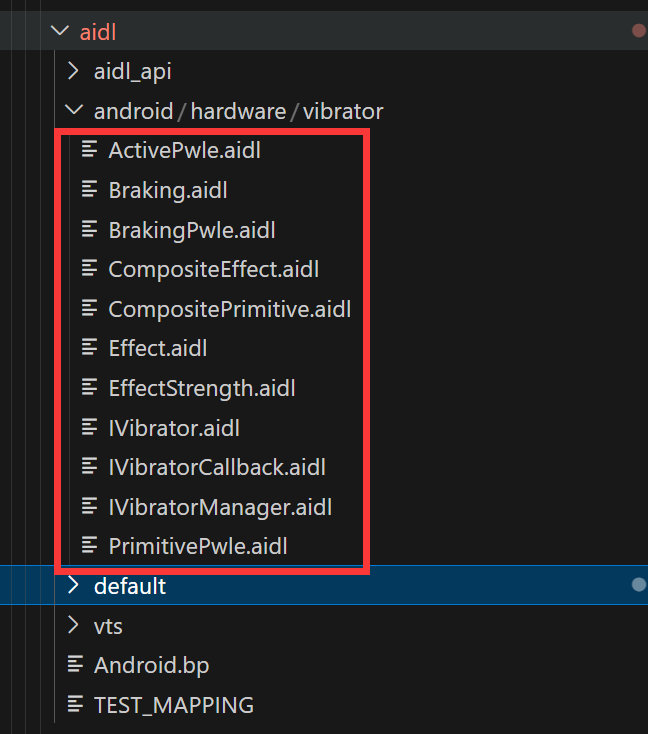 aidl
aidl_api
android/hardware/vibrator
ActivePwle.aidl
Braking.aidl
BrakingPwle.aidl
CompositeEffect.aidl
CompositePrimitive.aidl
Effect.aidl
EffectStrength.aidl
IVibrator.aidl
IVibratorCallback.aidl
IVibratorManager.aidl
PrimitivePwle.aidl
default
vts
Android.bp
TEST_MAPPING